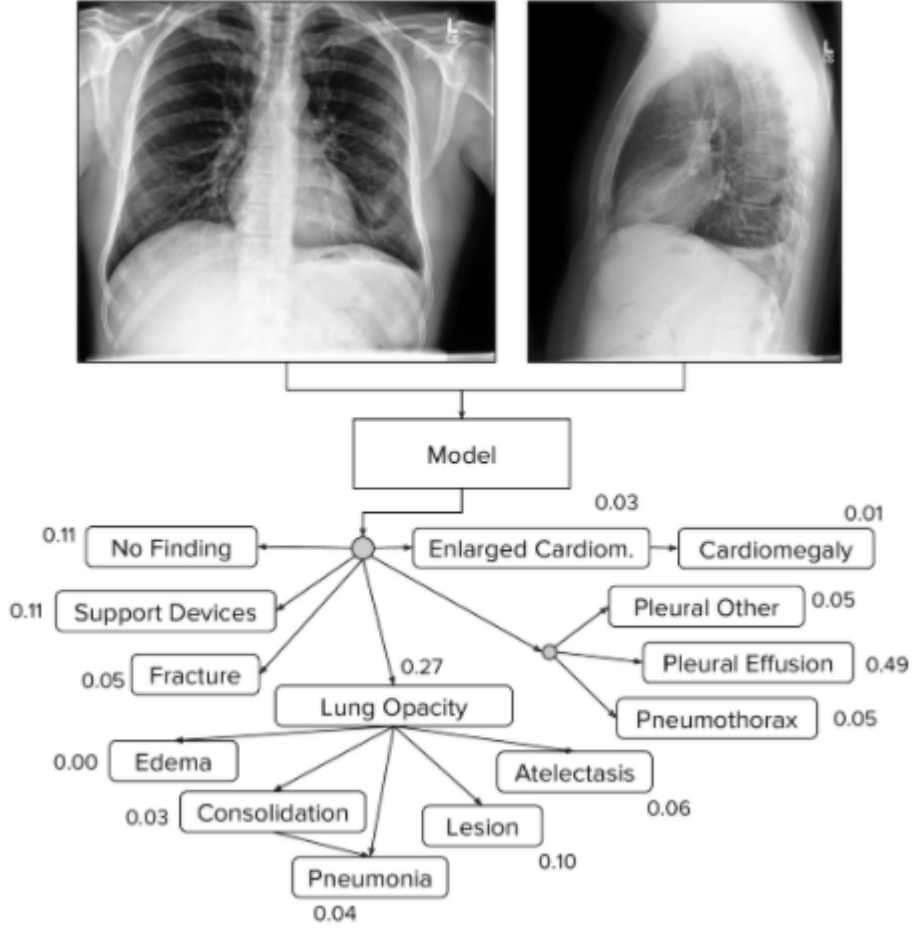 L
L
Model
0.03
0.01
0.11
No Finding
Enlarged Cardiom.
Cardiomegaly
0.11
Support Devices
Pleural Other
0.05
0.05
Fracture
0.27
Pleural Effusion
0.49
Lung Opacity
Pneumothorax
0.05
0.00
Edema
Atelectasis
0.03
Consolidation
0.06
Lesion
0.10
Pneumonia
0.04